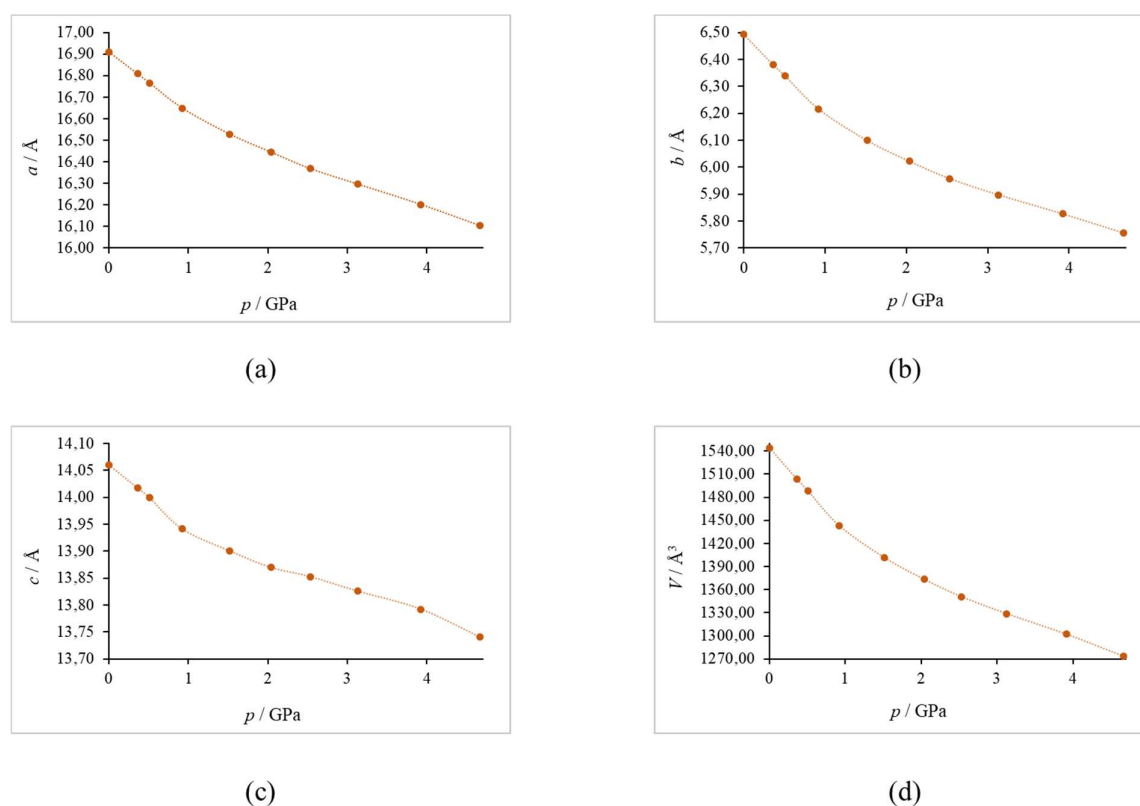 17,00
16,90
16,80
16,70
16,60
16,50
16,40
16,30
16,20
16,10
16,00
a / Å
0 1 2 3 4
p / GPa
(a)
6,50
6,40
6,30
6,20
6,10
6,00
5,90
5,80
5,70
b / Å
0 1 2 3 4
p / GPa
(b)
14,10
14,05
14,00
13,95
13,90
13,85
13,80
13,75
13,70
c / Å
0 1 2 3 4
p / GPa
(c)
1540,00
1510,00
1480,00
1450,00
1420,00
1390,00
1360,00
1330,00
1300,00
1270,00
V / Å³
0 1 2 3 4
p / GPa
(d)